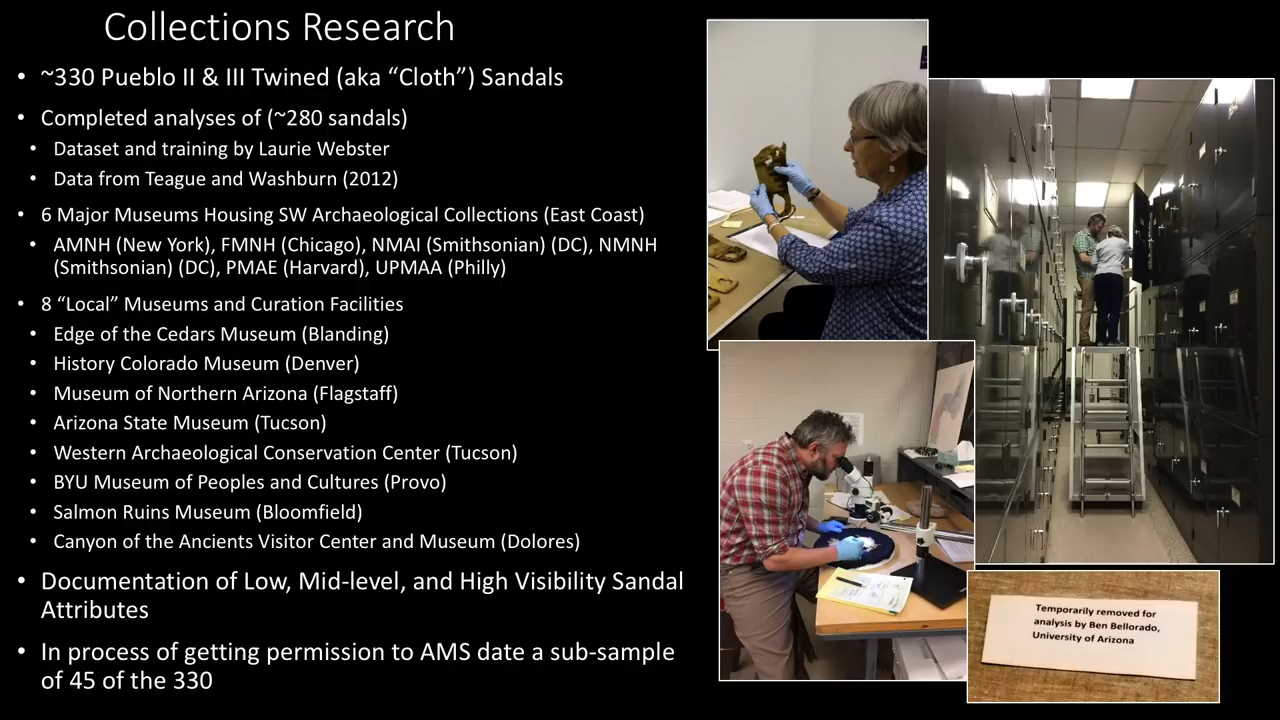 Collections Research
• ~330 Pueblo II & III Twined (aka “Cloth”) Sandals
• Completed analyses of (~280 sandals)
• Dataset and training by Laurie Webster
• Data from Teague and Washburn (2012)
• 6 Major Museums Housing SW Archaeological Collections (East Coast)
• AMNH (New York), FMNH (Chicago), NMAI (Smithsonian) (DC), NMNH
(Smithsonian) (DC), PMAE (Harvard), UPMAA (Philly)
• 8 “Local” Museums and Curation Facilities
• Edge of the Cedars Museum (Blanding)
• History Colorado Museum (Denver)
• Museum of Northern Arizona (Flagstaff)
• Arizona State Museum (Tucson)
• Western Archaeological Conservation Center (Tucson)
• BYU Museum of Peoples and Cultures (Provo)
• Salmon Ruins Museum (Bloomfield)
• Canyon of the Ancients Visitor Center and Museum (Dolores)
• Documentation of Low, Mid-level, and High Visibility Sandal
Attributes
• In process of getting permission to AMS date a sub-sample
of 45 of the 330
Temporarily removed for
analysis by Ben Bellorado,
University of Arizona